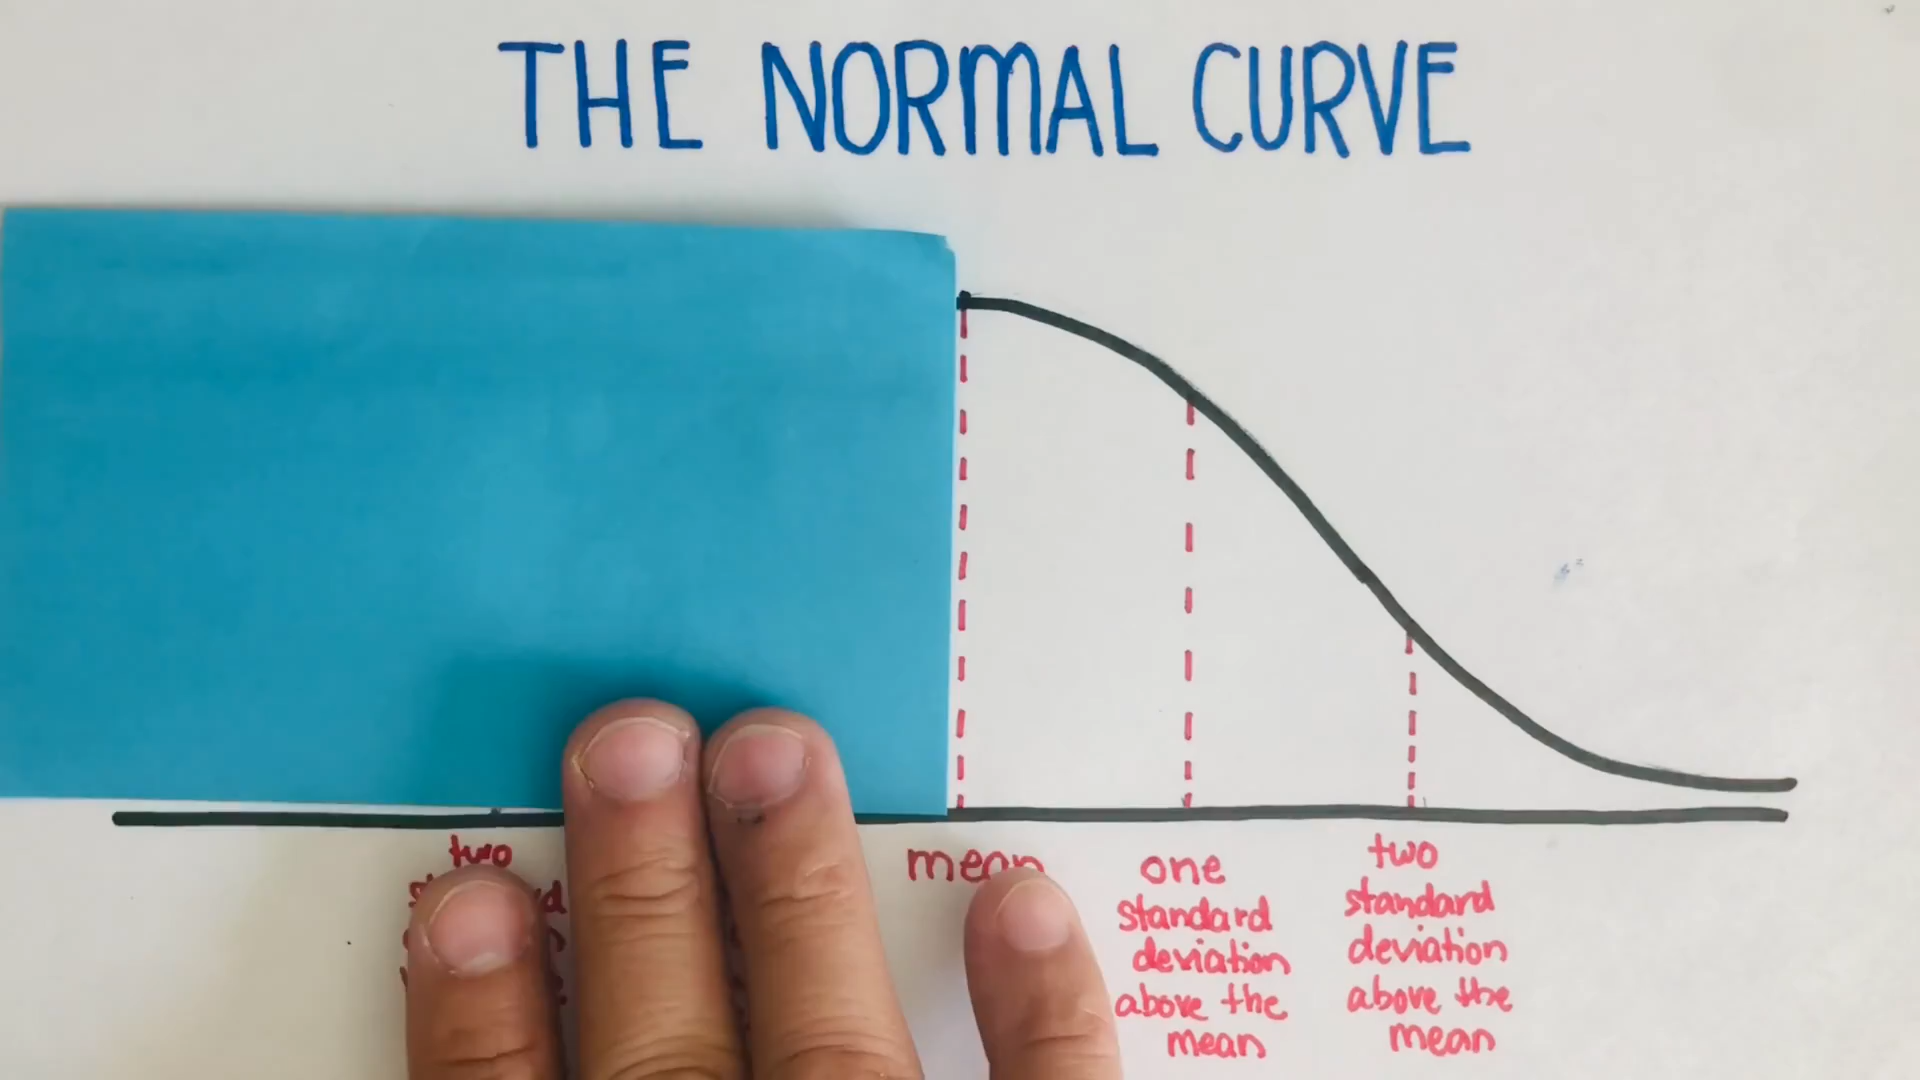 THE NORMAL CURVE
two
mean
one
standard
deviation
above the
mean
two
standard
deviation
above the
mean